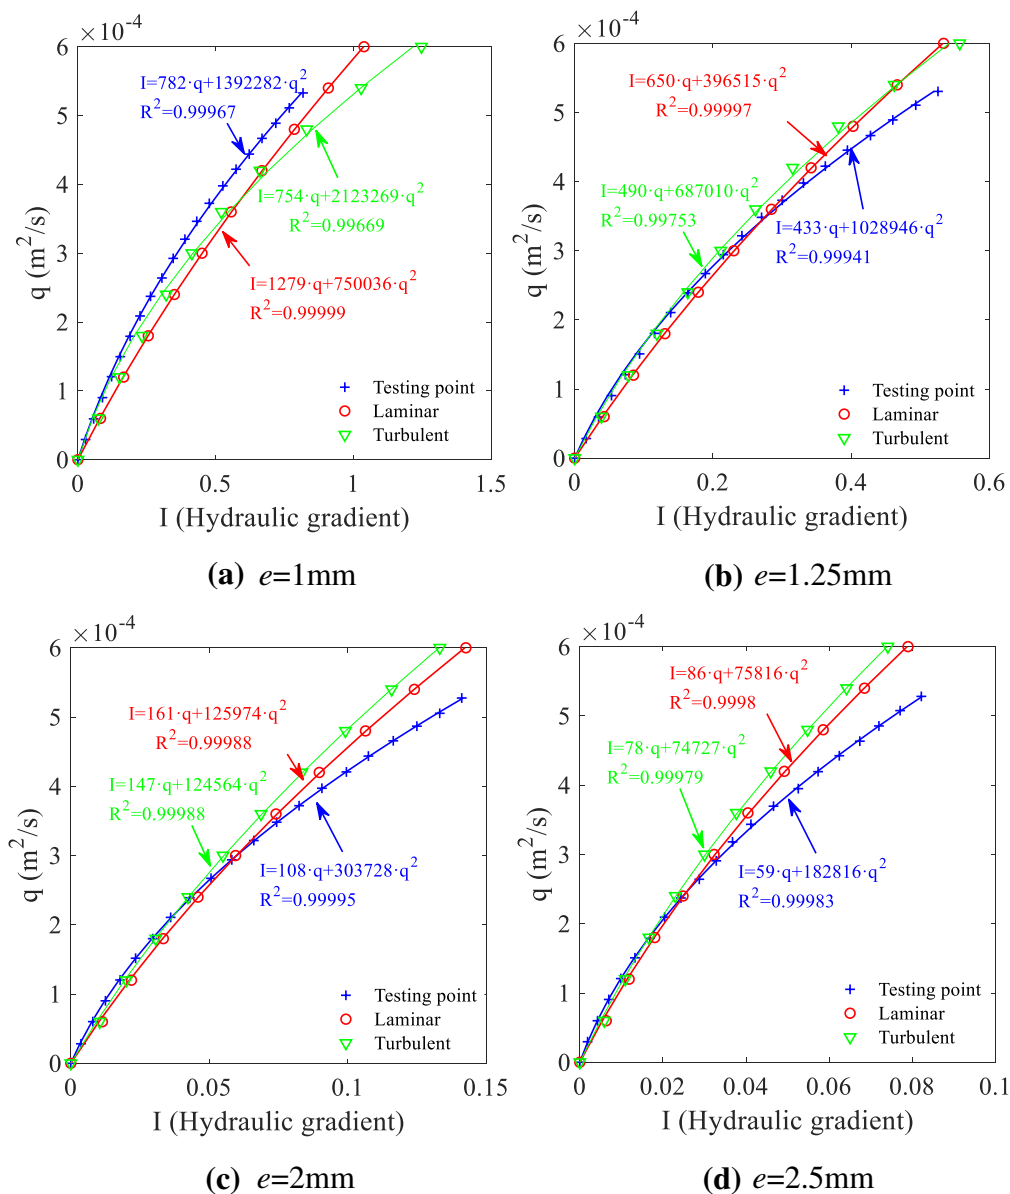 (a)
×10⁻⁴
6
5
4
3
2
1
0
q (m²/s)
I=782·q+1392282·q²
R²=0.99967
I=754·q+2123269·q²
R²=0.99669
I=1279·q+750036·q²
R²=0.99999
Testing point
Laminar
Turbulent
0 0.5 1 1.5
I (Hydraulic gradient)
(a) e=1mm
×10⁻⁴
6
5
4
3
2
1
0
q (m²/s)
I=650·q+396515·q²
R²=0.99997
I=490·q+687010·q²
R²=0.99753
I=433·q+1028946·q²
R²=0.99941
Testing point
Laminar
Turbulent
0 0.2 0.4 0.6
I (Hydraulic gradient)
(b) e=1.25mm
×10⁻⁴
6
5
4
3
2
1
0
q (m²/s)
I=161·q+125974·q²
R²=0.99988
I=147·q+124564·q²
R²=0.99988
I=108·q+303728·q²
R²=0.99995
Testing point
Laminar
Turbulent
0 0.05 0.1 0.15
I (Hydraulic gradient)
(c) e=2mm
×10⁻⁴
6
5
4
3
2
1
0
q (m²/s)
I=86·q+75816·q²
R²=0.9998
I=78·q+74727·q²
R²=0.99979
I=59·q+182816·q²
R²=0.99983
Testing point
Laminar
Turbulent
0 0.02 0.04 0.06 0.08 0.1
I (Hydraulic gradient)
(d) e=2.5mm